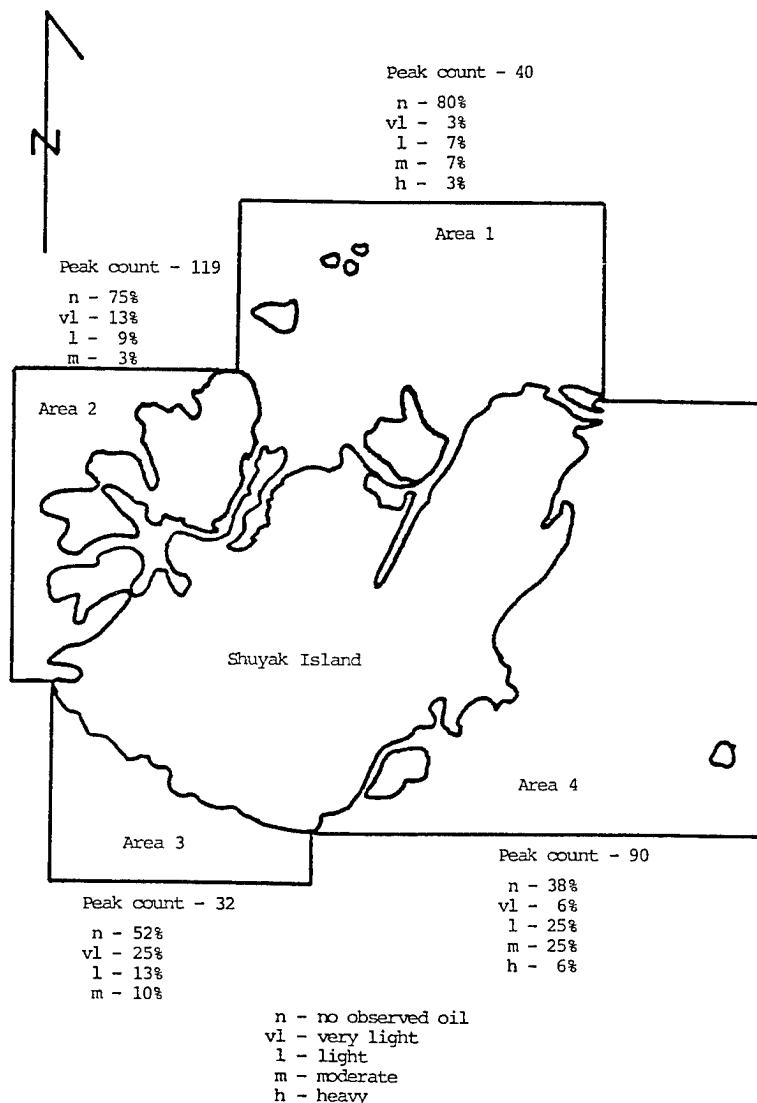 N
Peak count - 40
n - 80%
vl - 3%
l - 7%
m - 7%
h - 3%
Area 1
Peak count - 119
n - 75%
vl - 13%
l - 9%
m - 3%
Area 2
Shuyak Island
Area 4
Area 3
Peak count - 90
n - 38%
vl - 6%
l - 25%
m - 25%
h - 6%
Peak count - 32
n - 52%
vl - 25%
l - 13%
m - 10%
n - no observed oil
vl - very light
l - light
m - moderate
h - heavy